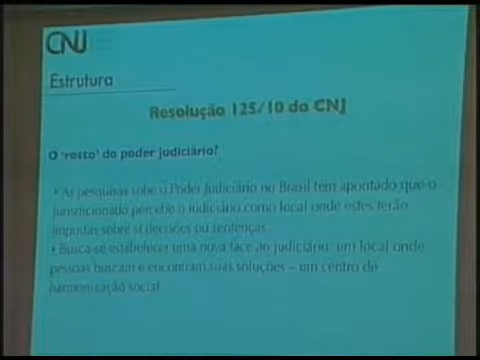 CNJ
Estrutura
Resolução 125/10 do CNJ
O 'rosto' do poder judiciário?
• As pesquisas sobe o Poder Judiciário no Brasil tem apontado que o
jurisdicionado percebe o Judiciário como local onde estes terão
impostas sobre si decisões ou sentenças.
• Busca-se estabelecer uma nova face ao judiciário: um local onde
pessoas buscam e encontram suas soluções – um centro de
harmonização social